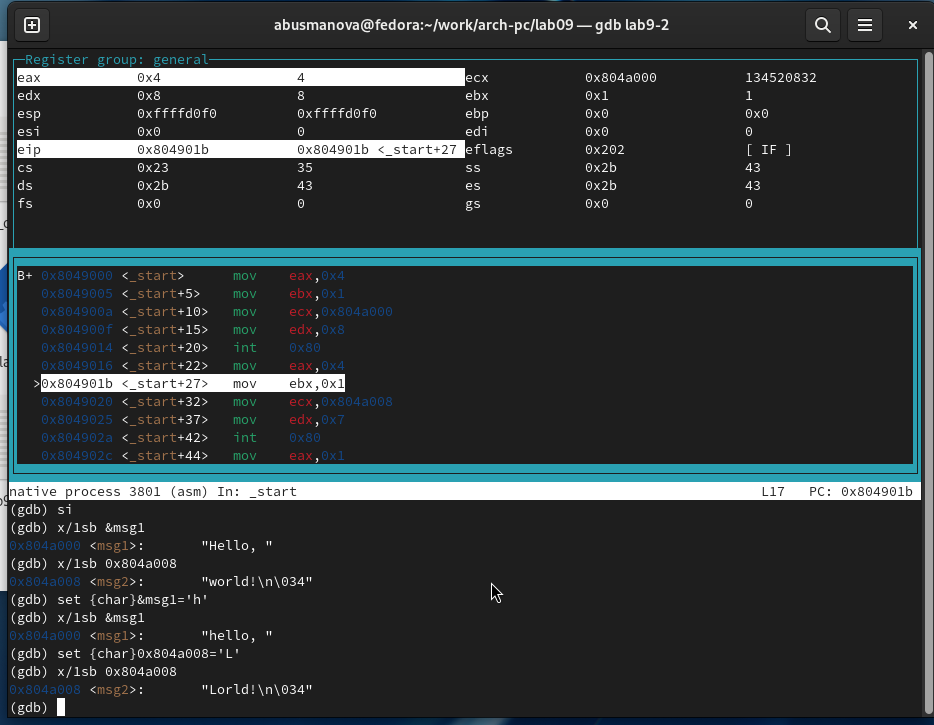 abusmanova@fedora:~/work/arch-pc/lab09 — gdb lab9-2
Register group: general
eax 0x4 4 ecx 0x804a000 134520832
edx 0x8 8 ebx 0x1 1
esp 0xffffd0f0 0xffffd0f0 ebp 0x0 0x0
esi 0x0 0 edi 0x0 0
eip 0x804901b 0x804901b <_start+27 eflags 0x202 [ IF ]
cs 0x23 35 ss 0x2b 43
ds 0x2b 43 es 0x2b 43
fs 0x0 0 gs 0x0 0
B+ 0x8049000 <_start> mov eax,0x4
0x8049005 <_start+5> mov ebx,0x1
0x804900a <_start+10> mov ecx,0x804a000
0x804900f <_start+15> mov edx,0x8
0x8049014 <_start+20> int 0x80
0x8049016 <_start+22> mov eax,0x4
>0x804901b <_start+27> mov ebx,0x1
0x8049020 <_start+32> mov ecx,0x804a008
0x8049025 <_start+37> mov edx,0x7
0x804902a <_start+42> int 0x80
0x804902c <_start+44> mov eax,0x1
native process 3801 (asm) In: _start L17 PC: 0x804901b
(gdb) si
(gdb) x/1sb &msg1
0x804a000 <msg1>: "Hello, "
(gdb) x/1sb 0x804a008
0x804a008 <msg2>: "world!\n\034"
(gdb) set {char}&msg1='h'
(gdb) x/1sb &msg1
0x804a000 <msg1>: "hello, "
(gdb) set {char}0x804a008='L'
(gdb) x/1sb 0x804a008
0x804a008 <msg2>: "Lorld!\n\034"
(gdb)